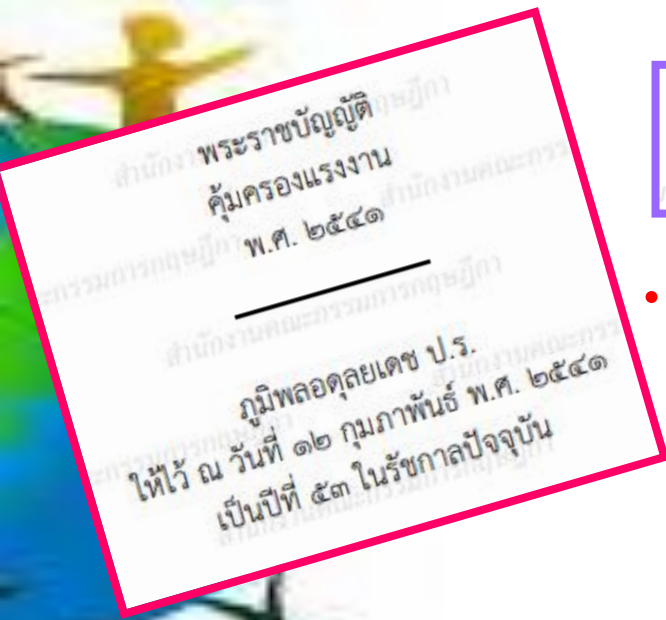 พระราชบัญญัติ
คุ้มครองแรงงาน
พ.ศ. ๒๕๔๑
ภูมิพลอดุลยเดช ป.ร.
ให้ไว้ ณ วันที่ ๑๒ กุมภาพันธ์ พ.ศ. ๒๕๔๑
เป็นปีที่ ๕๓ ในรัชกาลปัจจุบัน